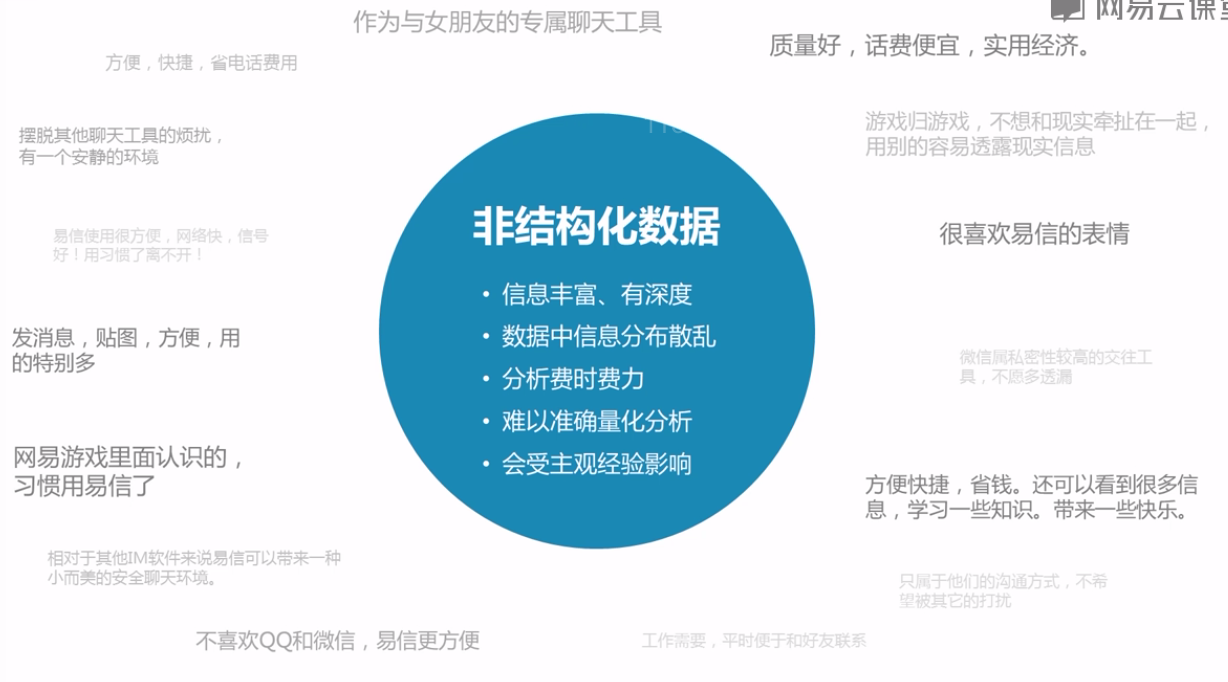 作为与女朋友的专属聊天工具
网易云课堂
质量好，话费便宜，实用经济。
方便，快捷，省电话费用
游戏归游戏，不想和现实牵扯在一起，
用别的容易透露现实信息
摆脱其他聊天工具的烦扰，
有一个安静的环境
易信使用很方便，网络快，信号
好！用习惯了离不开！
很喜欢易信的表情
非结构化数据
• 信息丰富、有深度
• 数据中信息分布散乱
• 分析费时费力
• 难以准确量化分析
• 会受主观经验影响
发消息，贴图，方便，用
的特别多
微信属私密性较高的交往工
具，不愿多透漏
网易游戏里面认识的，
习惯用易信了
方便快捷，省钱。还可以看到很多信
息，学习一些知识。带来一些快乐。
相对于其他IM软件来说易信可以带来一种
小而美的安全聊天环境。
只属于他们的沟通方式，不希
望被其它的打扰
不喜欢QQ和微信，易信更方便
工作需要，平时便于和好友联系